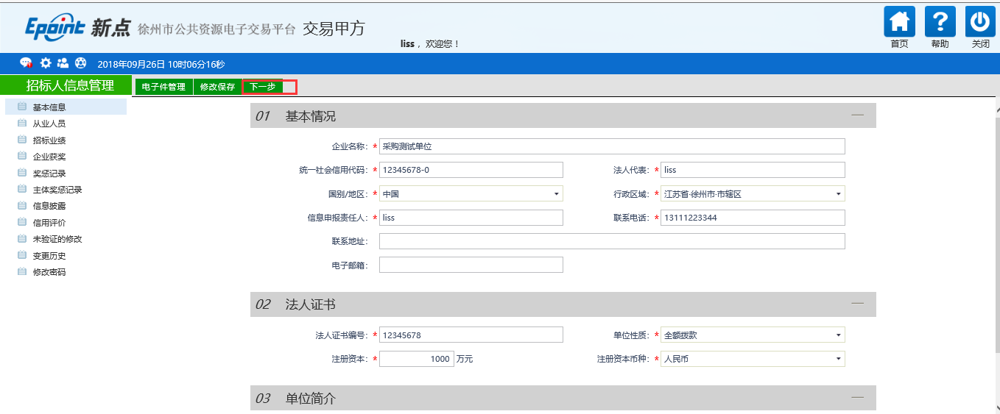 Epoint 新点 徐州市公共资源电子交易平台 交易甲方
liss ，欢迎您！
首页 帮助 关闭
2018年09月26日 10时06分16秒
招标人信息管理
电子件管理 修改保存 下一步
基本信息
从业人员
招标业绩
企业获奖
奖惩记录
主体奖惩记录
信息披露
信用评价
未验证的修改
变更历史
修改密码
01 基本情况
企业名称：* 采购测试单位
统一社会信用代码：* 12345678-0 法人代表：* liss
国别/地区：* 中国 行政区域：* 江苏省·徐州市·市辖区
信息申报责任人：* liss 联系电话：* 13111223344
联系地址：
电子邮箱：
02 法人证书
法人证书编号：* 12345678 单位性质：* 全额拨款
注册资本：* 1000 万元 注册资本币种：* 人民币
03 单位简介